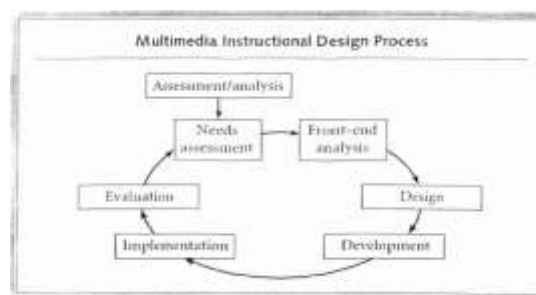 Multimedia Instructional Design Process
Assessment/analysis
Needs
assessment
Front-end
analysis
Evaluation
Design
Implementation
Development